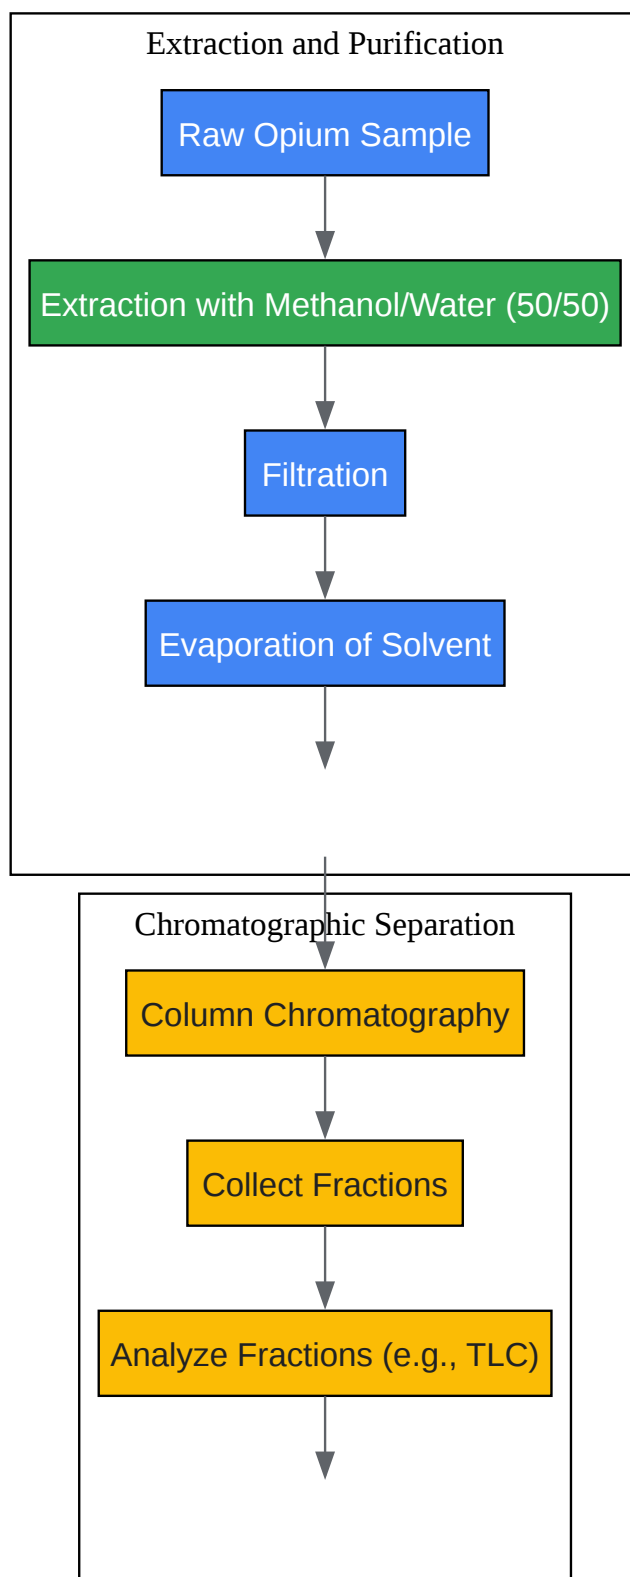 Extraction and Purification
Raw Opium Sample
Extraction with Methanol/Water (50/50)
Filtration
Evaporation of Solvent
Chromatographic Separation
Column Chromatography
Collect Fractions
Analyze Fractions (e.g., TLC)